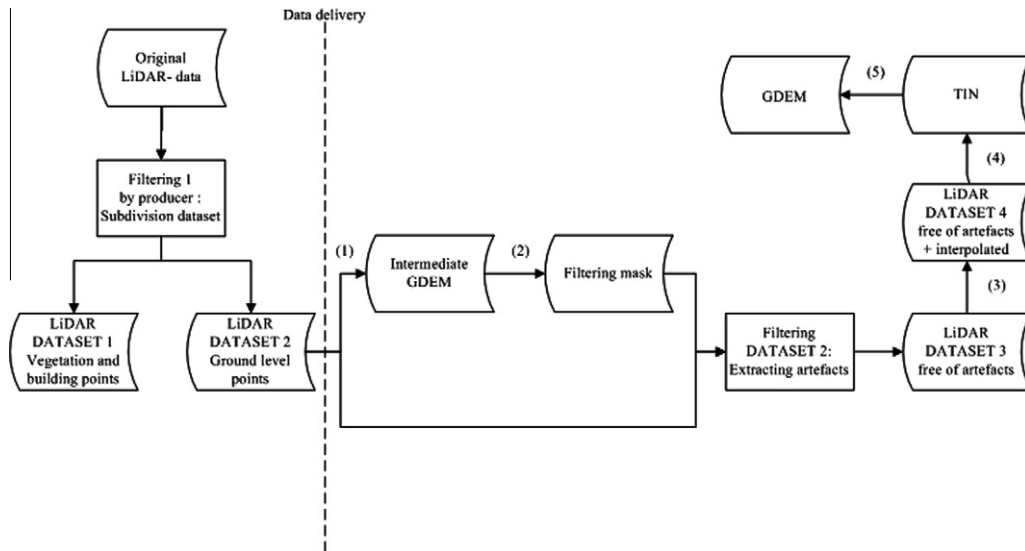 Data delivery
Original
LiDAR- data
Filtering 1
by producer :
Subdivision dataset
LiDAR
DATASET 1
Vegetation and
building points
LiDAR
DATASET 2
Ground level
points
(1)
Intermediate
GDEM
(2)
Filtering mask
Filtering
DATASET 2:
Extracting artefacts
LiDAR
DATASET 3
free of artefacts
(3)
LiDAR
DATASET 4
free of artefacts
+ interpolated
(4)
TIN
(5)
GDEM